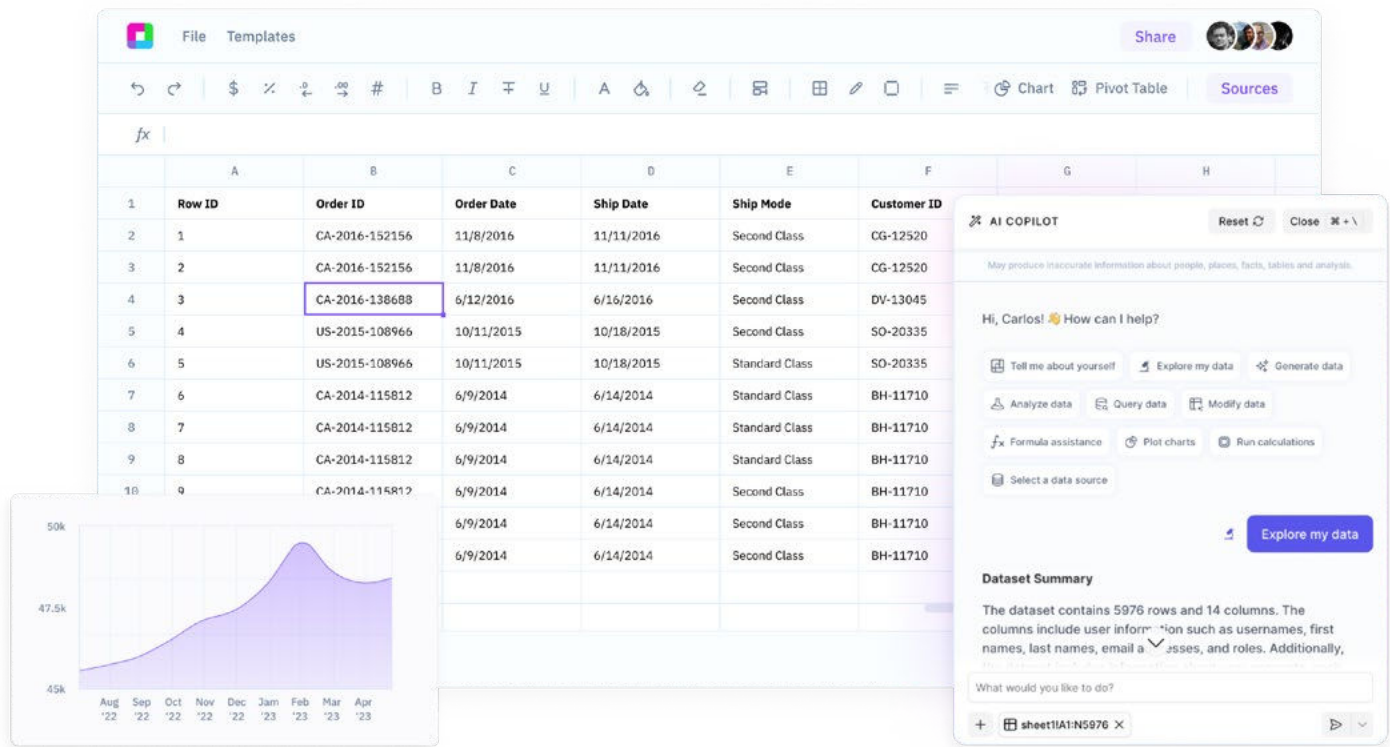 File Templates Share
$ % .0 .00 # B I T U A Chart Pivot Table Sources
fx
A B C D E F G H
1 Row ID Order ID Order Date Ship Date Ship Mode Customer ID
2 1 CA-2016-152156 11/8/2016 11/11/2016 Second Class CG-12520
3 2 CA-2016-152156 11/8/2016 11/11/2016 Second Class CG-12520
4 3 CA-2016-138688 6/12/2016 6/16/2016 Second Class DV-13045
5 4 US-2015-108966 10/11/2015 10/18/2015 Second Class SO-20335
6 5 US-2015-108966 10/11/2015 10/18/2015 Standard Class SO-20335
7 6 CA-2014-115812 6/9/2014 6/14/2014 Standard Class BH-11710
8 7 CA-2014-115812 6/9/2014 6/14/2014 Standard Class BH-11710
9 8 CA-2014-115812 6/9/2014 6/14/2014 Standard Class BH-11710
10 9 CA-2014-115812 6/9/2014 6/14/2014 Second Class BH-11710
6/9/2014 6/14/2014 Second Class BH-11710
6/9/2014 6/14/2014 Second Class BH-11710
AI COPILOT Reset Close ⌘ + \
May produce inaccurate information about people, places, facts, tables and analysis.
Hi, Carlos! 👋 How can I help?
Tell me about yourself Explore my data Generate data
Analyze data Query data Modify data
fx Formula assistance Plot charts Run calculations
Select a data source
Explore my data
Dataset Summary
The dataset contains 5976 rows and 14 columns. The
columns include user information such as usernames, first
names, last names, email a esses, and roles. Additionally,
What would you like to do?
+ sheet1!A1:N5976 ×
50k
47.5k
45k
Aug Sep Oct Nov Dec Jam Feb Mar Apr
'22 '22 '22 '22 '22 '23 '23 '23 '23